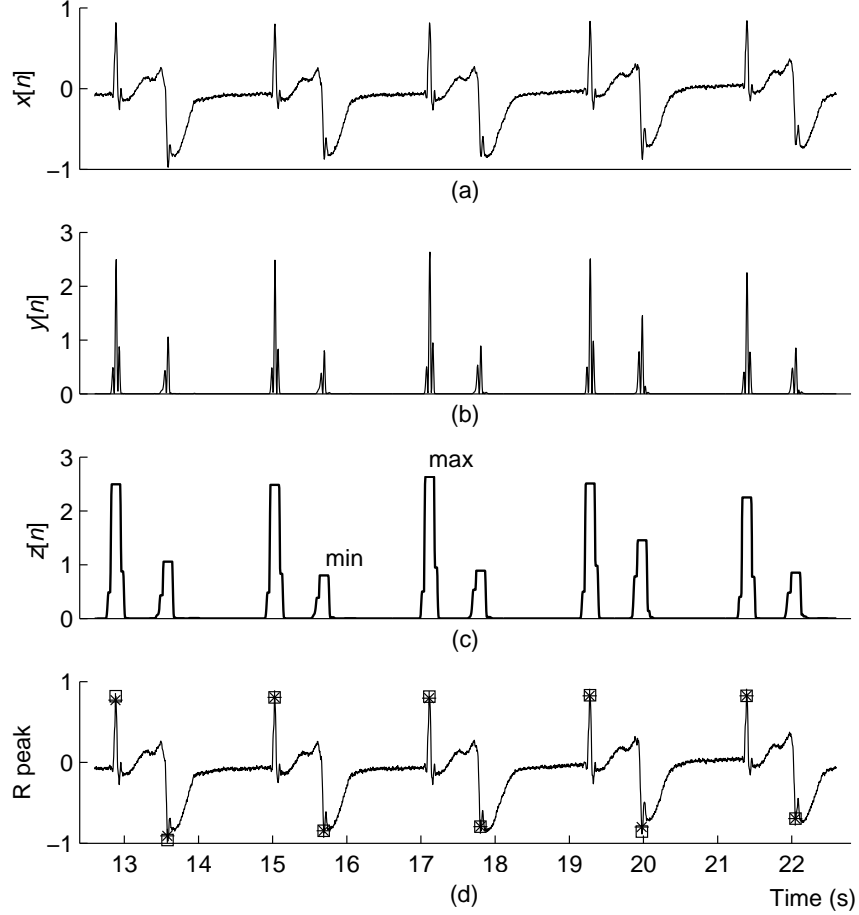 1
0
−1
x[n]
(a)
3
2
1
0
y[n]
(b)
3
2
1
0
z[n]
max
min
(c)
1
0
−1
R peak
13 14 15 16 17 18 19 20 21 22
(d)
Time (s)